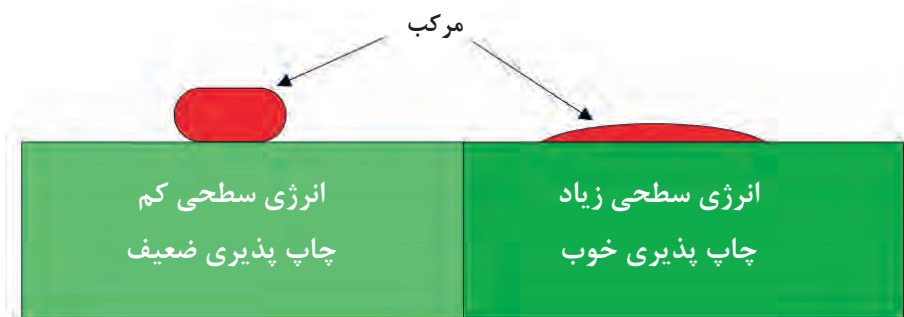 مرکب
انرژی سطحی زیاد
چاپ پذیری خوب
انرژی سطحی کم
چاپ پذیری ضعیف